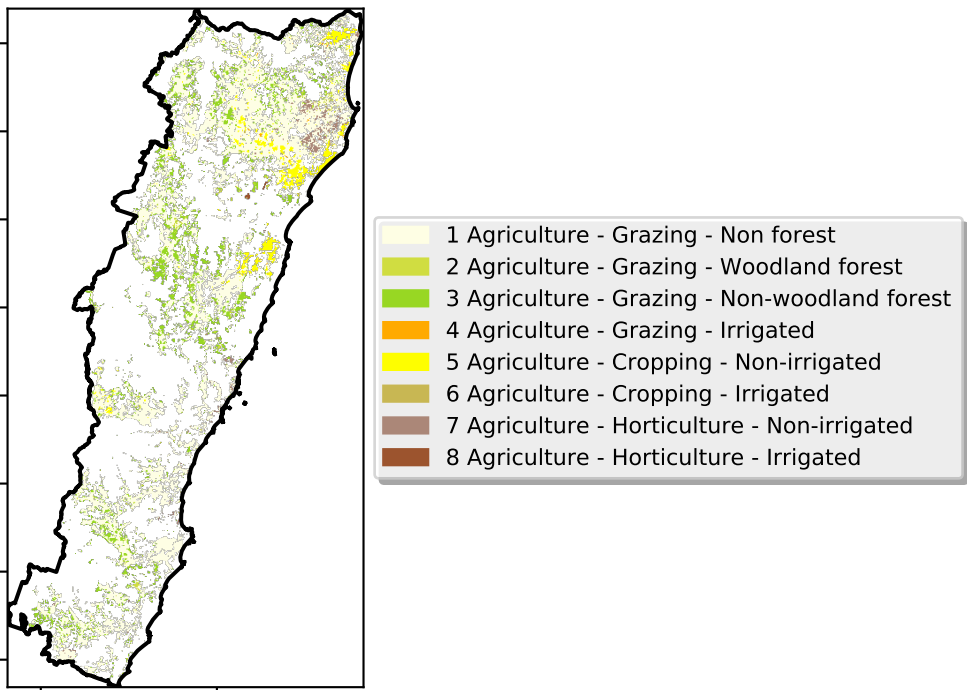 1 Agriculture - Grazing - Non forest
2 Agriculture - Grazing - Woodland forest
3 Agriculture - Grazing - Non-woodland forest
4 Agriculture - Grazing - Irrigated
5 Agriculture - Cropping - Non-irrigated
6 Agriculture - Cropping - Irrigated
7 Agriculture - Horticulture - Non-irrigated
8 Agriculture - Horticulture - Irrigated